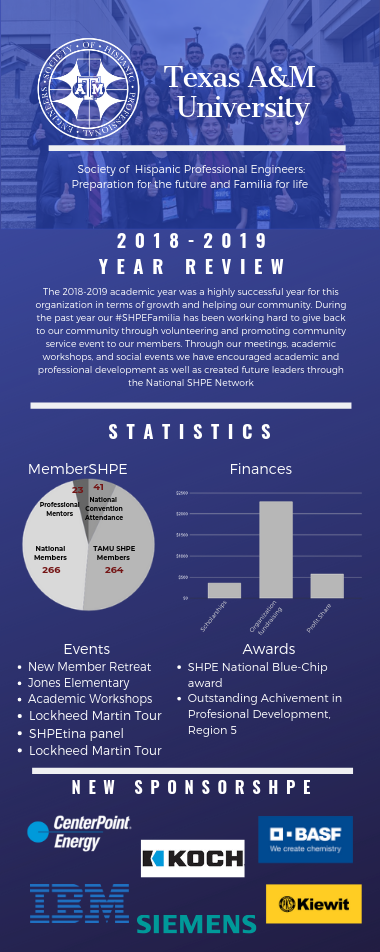 SOCIETY OF HISPANIC PROFESSIONAL ENGINEERS
ATM
Texas A&M
University
Society of Hispanic Professional Engineers:
Preparation for the future and Familia for life
2018-2019
YEAR REVIEW
The 2018-2019 academic year was a highly successful year for this
organization in terms of growth and helping our community. During
the past year our #SHPEFamilia has been working hard to give back
to our community through volunteering and promoting community
service event to our members. Through our meetings, academic
workshops, and social events we have encouraged academic and
professional development as well as created future leaders through
the National SHPE Network
STATISTICS
MemberSHPE
23
41
Professional
Mentors
National
Convention
Attendance
National
Members
266
TAMU SHPE
Members
264
Finances
$2500
$2000
$1500
$1000
$500
$0
Scholarships
Organization
fundraising
Profit Share
Events
• New Member Retreat
• Jones Elementary
• Academic Workshops
• Lockheed Martin Tour
• SHPEtina panel
• Lockheed Martin Tour
Awards
• SHPE National Blue-Chip
award
• Outstanding Achivement in
Profesional Development,
Region 5
NEW SPONSORSHPE
CenterPoint.
Energy
KOCH
BASF
We create chemistry
IBM
SIEMENS
Kiewit